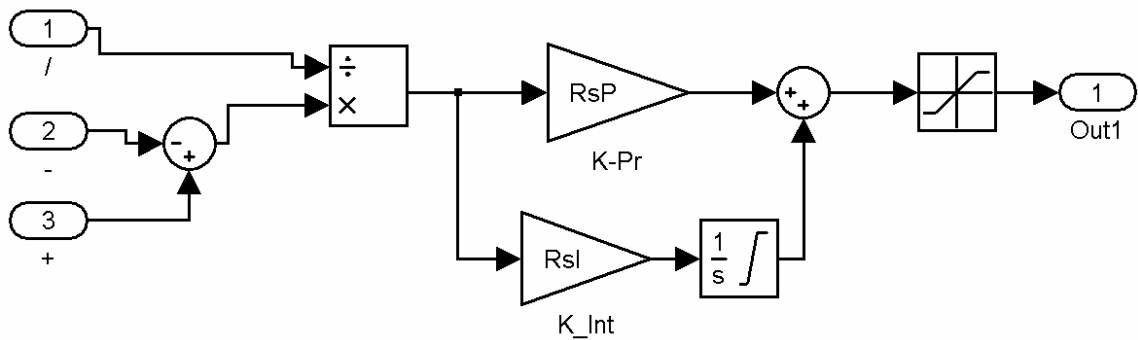 1
/
2
-
3
+
-
+
÷
×
RsP
K-Pr
RsI
K_Int
1
s
+
+
1
Out1